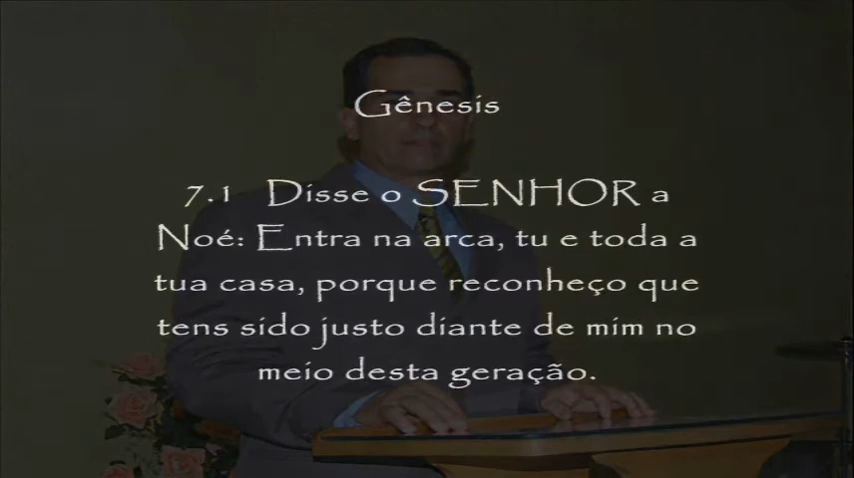 Gênesis
7.1 Disse o SENHOR a
Noé: Entra na arca, tu e toda a
tua casa, porque reconheço que
tens sido justo diante de mim no
meio desta geração.